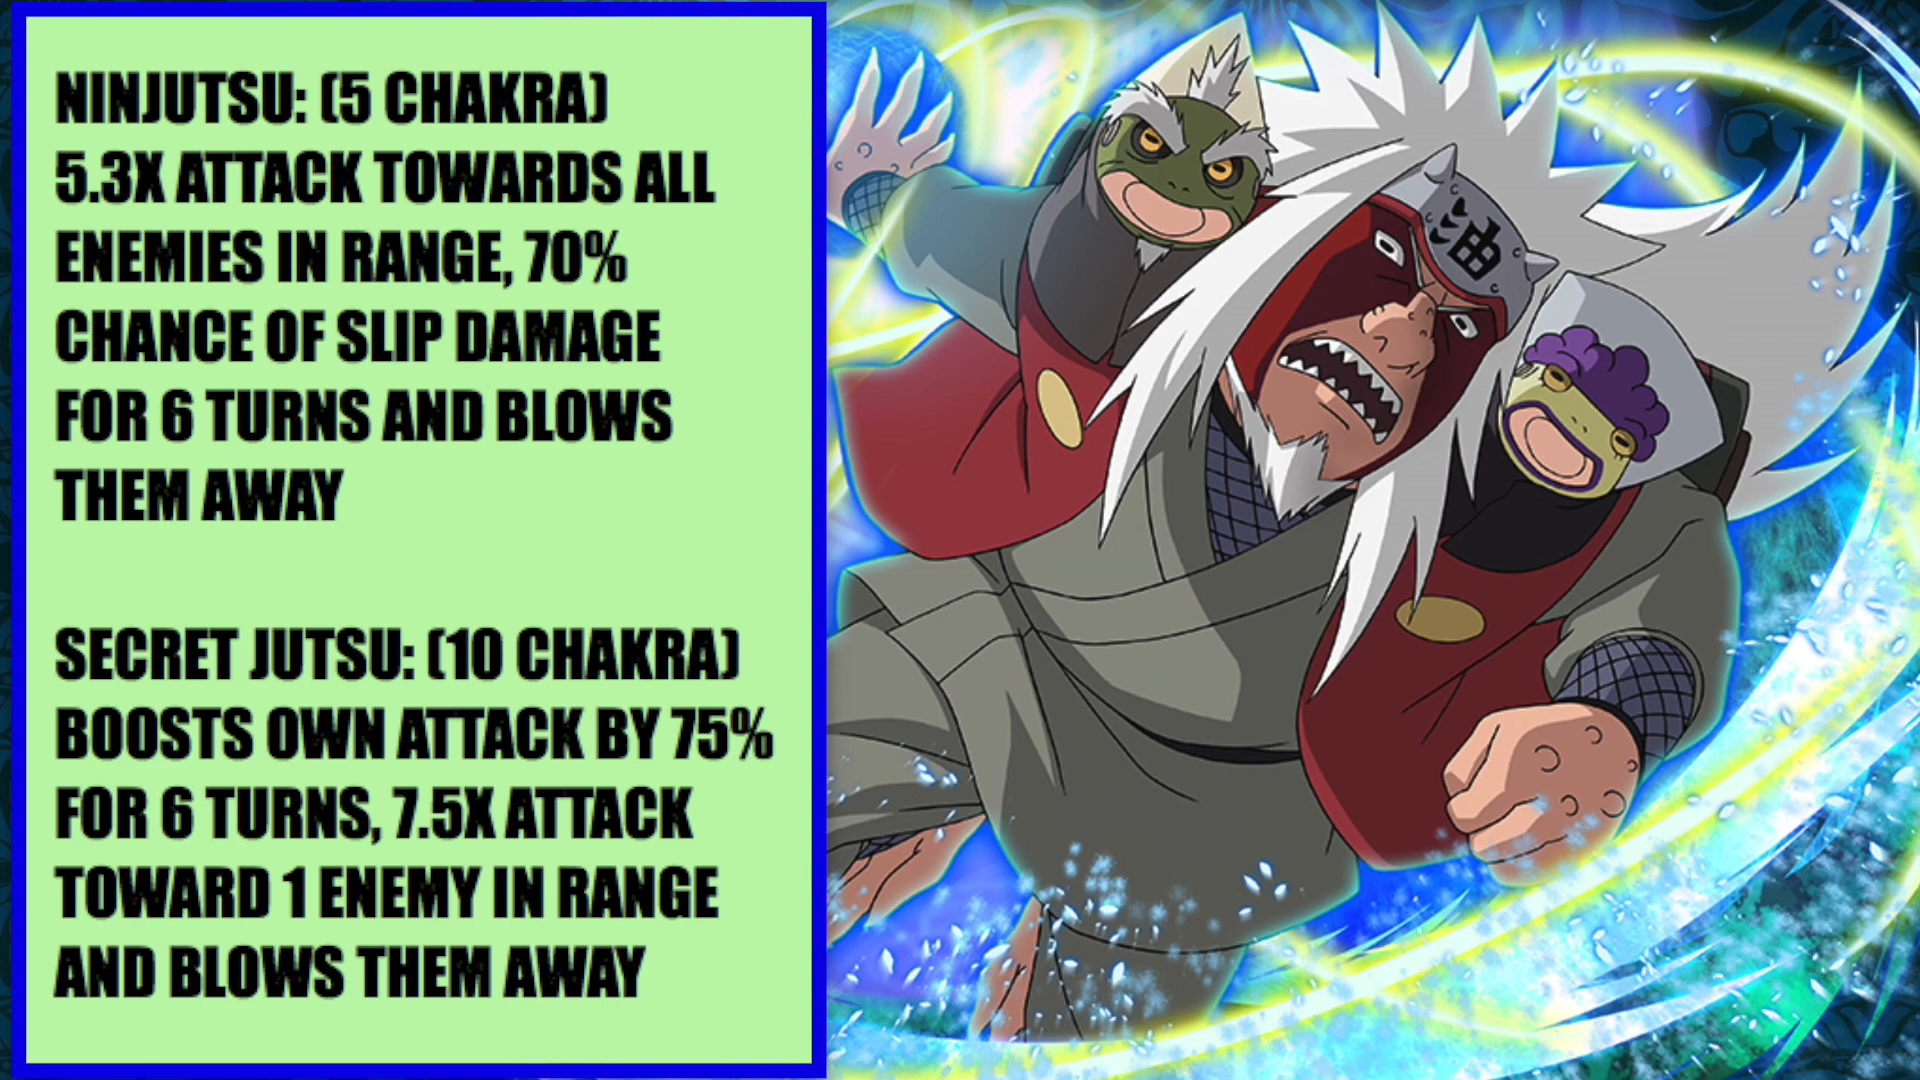 NINJUTSU: (5 CHAKRA)
5.3X ATTACK TOWARDS ALL
ENEMIES IN RANGE, 70%
CHANCE OF SLIP DAMAGE
FOR 6 TURNS AND BLOWS
THEM AWAY
SECRET JUTSU: (10 CHAKRA)
BOOSTS OWN ATTACK BY 75%
FOR 6 TURNS, 7.5X ATTACK
TOWARD 1 ENEMY IN RANGE
AND BLOWS THEM AWAY
油